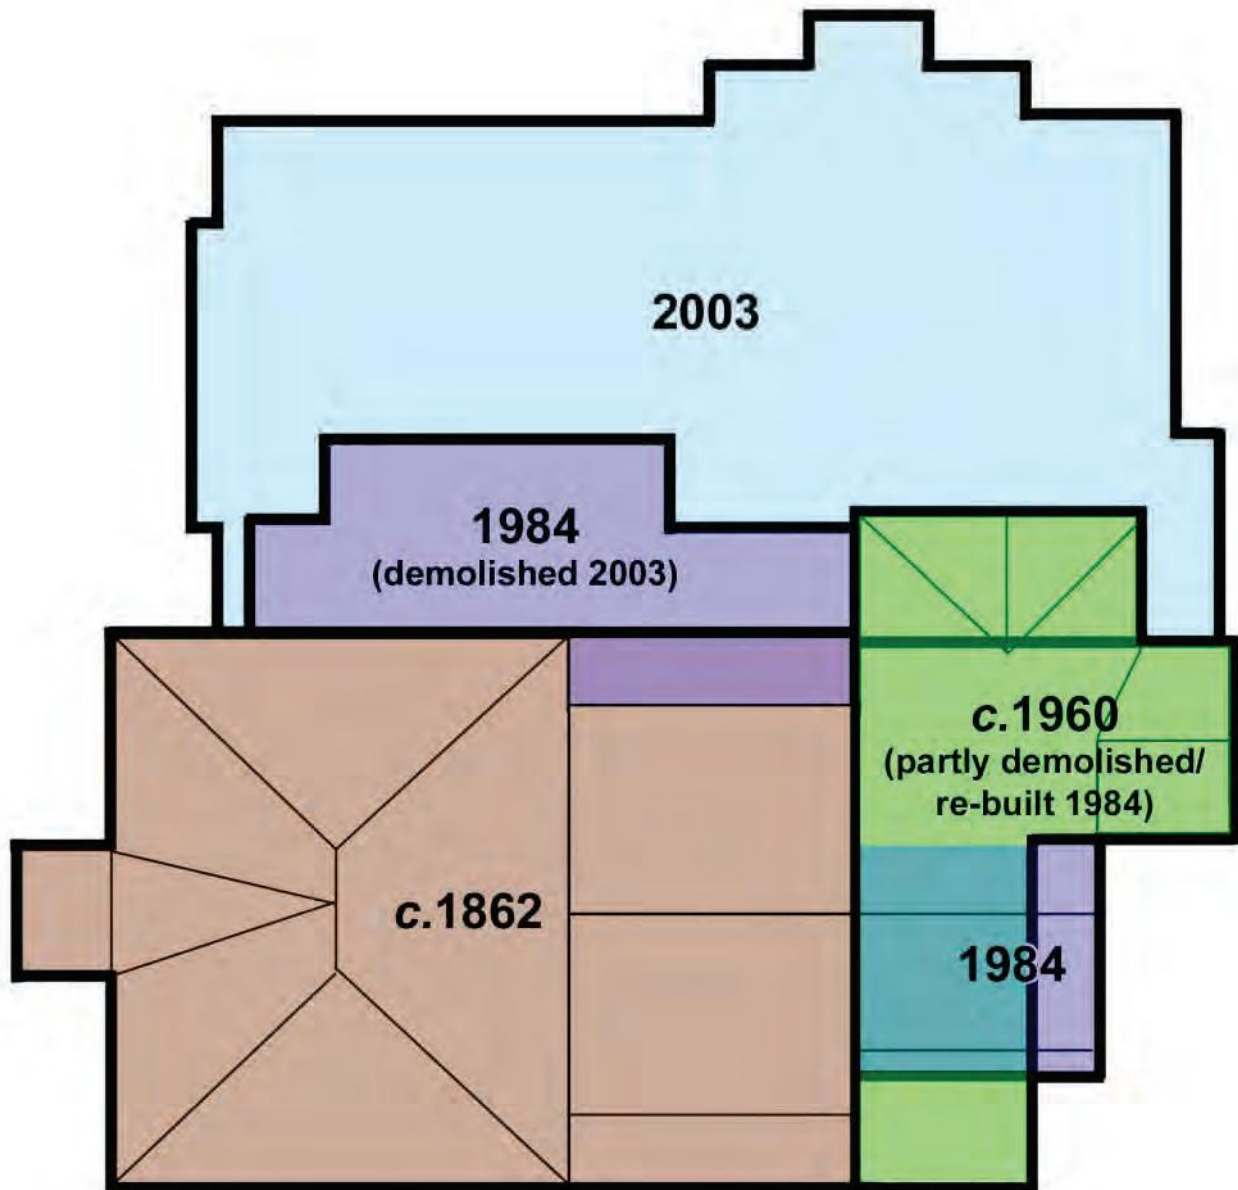 2003
1984
(demolished 2003)
c.1960
(partly demolished/
re-built 1984)
c.1862
1984